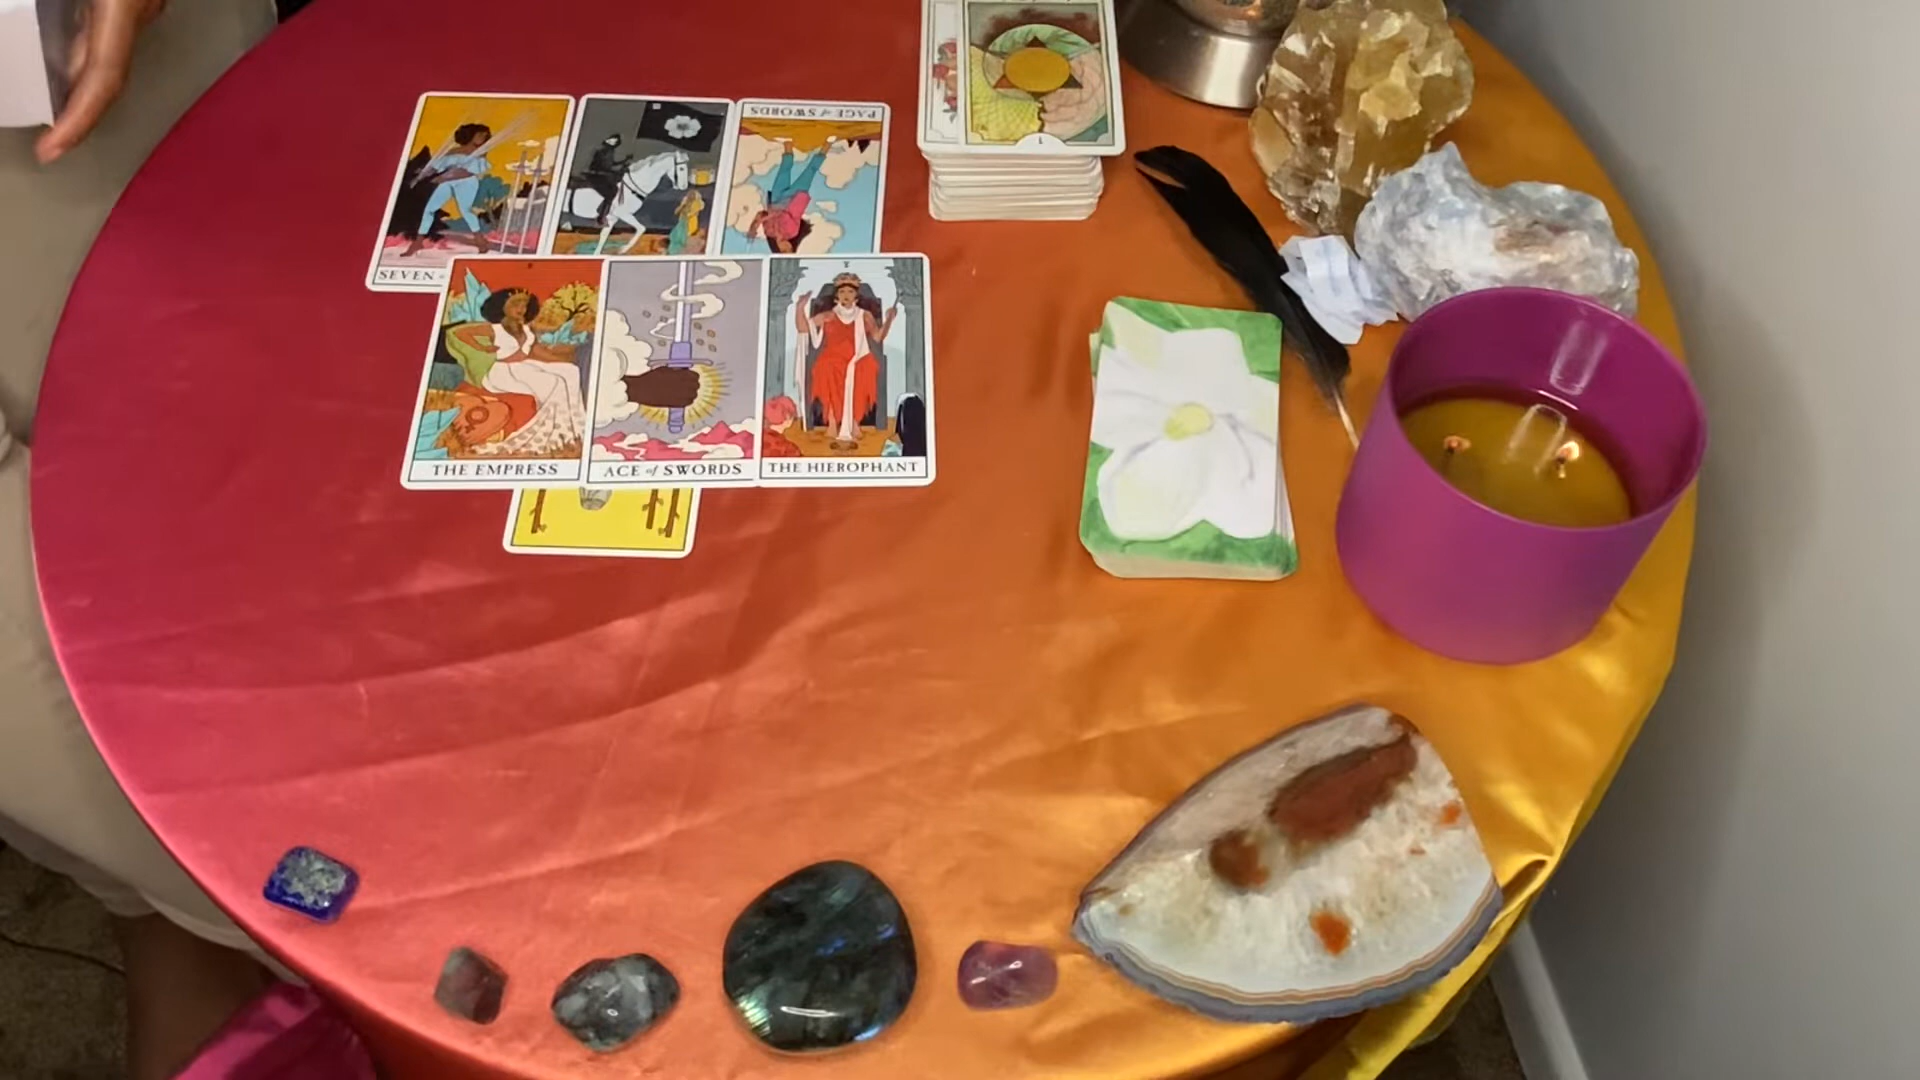 PAGE of SWORDS
SEVEN
THE EMPRESS
ACE of SWORDS
THE HIEROPHANT